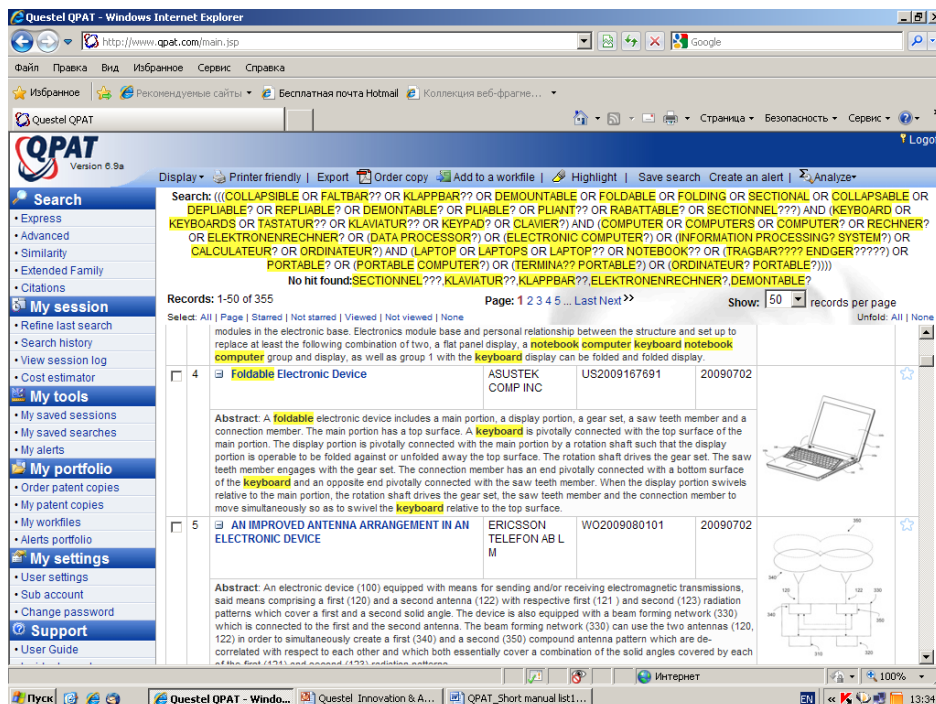 Questel QPAT - Windows Internet Explorer
http://www.qpat.com/main.jsp
Google
Файл Правка Вид Избранное Сервис Справка
Избранное Рекомендуемые сайты Бесплатная почта Hotmail Коллекция веб-фрагме...
Questel QPAT
Страница Безопасность Сервис
QPAT
Version 6.9a
Logo
Display Printer friendly | Export Order copy Add to a workfile | Highlight | Save search Create an alert | Analyze
Search
• Express
• Advanced
• Similarity
• Extended Family
• Citations
My session
• Refine last search
• Search history
• View session log
• Cost estimator
My tools
• My saved sessions
• My saved searches
• My alerts
My portfolio
• Order patent copies
• My patent copies
• My workfiles
• Alerts portfolio
My settings
• User settings
• Sub account
• Change password
Support
• User Guide
Search: (((COLLAPSIBLE OR FALTBAR?? OR KLAPPBAR?? OR DEMOUNTABLE OR FOLDABLE OR FOLDING OR SECTIONAL OR COLLAPSABLE OR
DEPLIABLE? OR REPLIABLE? OR DEMONTABLE? OR PLIABLE? OR PLIANT?? OR RABATTABLE? OR SECTIONNEL???) AND (KEYBOARD OR
KEYBOARDS OR TASTATUR?? OR KLAVIATUR?? OR KEYPAD? OR CLAVIER?) AND (COMPUTER OR COMPUTERS OR COMPUTER? OR RECHNER?
OR ELEKTRONENRECHNER? OR (DATA PROCESSOR?) OR (ELECTRONIC COMPUTER?) OR (INFORMATION PROCESSING? SYSTEM?) OR
CALCULATEUR? OR ORDINATEUR?) AND (LAPTOP OR LAPTOPS OR LAPTOP?? OR NOTEBOOK?? OR (TRAGBAR???? ENDGER?????) OR
PORTABLE? OR (PORTABLE COMPUTER?) OR (TERMINA?? PORTABLE?) OR (ORDINATEUR? PORTABLE?))))
No hit found:SECTIONNEL???,KLAVIATUR??,KLAPPBAR??,ELEKTRONENRECHNER?,DEMONTABLE?
Records: 1-50 of 355 Page: 1 2 3 4 5 ... Last Next >> Show: 50 records per page
Select: All | Page | Starred | Not starred | Viewed | Not viewed | None Unfold: All | None
modules in the electronic base. Electronics module base and personal relationship between the structure and set up to
replace at least the following combination of two, a flat panel display, a notebook computer keyboard notebook
computer group and display, as well as group 1 with the keyboard display can be folded and folded display.
4 Foldable Electronic Device ASUSTEK COMP INC US2009167691 20090702
Abstract: A foldable electronic device includes a main portion, a display portion, a gear set, a saw teeth member and a
connection member. The main portion has a top surface. A keyboard is pivotally connected with the top surface of the
main portion. The display portion is pivotally connected with the main portion by a rotation shaft such that the display
portion is operable to be folded against or unfolded away the top surface. The rotation shaft drives the gear set. The saw
teeth member engages with the gear set. The connection member has an end pivotally connected with a bottom surface
of the keyboard and an opposite end pivotally connected with the saw teeth member. When the display portion swivels
relative to the main portion, the rotation shaft drives the gear set, the saw teeth member and the connection member to
move simultaneously so as to swivel the keyboard relative to the top surface.
5 AN IMPROVED ANTENNA ARRANGEMENT IN AN ELECTRONIC DEVICE ERICSSON TELEFON AB L M WO2009080101 20090702
Abstract: An electronic device (100) equipped with means for sending and/or receiving electromagnetic transmissions,
said means comprising a first (120) and a second antenna (122) with respective first (121 ) and second (123) radiation
patterns which cover a first and a second solid angle. The device is also equipped with a beam forming network (330)
which is connected to the first and the second antenna. The beam forming network (330) can use the two antennas (120,
122) in order to simultaneously create a first (340) and a second (350) compound antenna pattern which are de-
correlated with respect to each other and which both essentially cover a combination of the solid angles covered by each
of the first (121) and second (123) radiation patterns.
Интернет 100%
Пуск Questel QPAT - Windo... Questel Innovation & A... QPAT_Short manual list1... EN 13:34